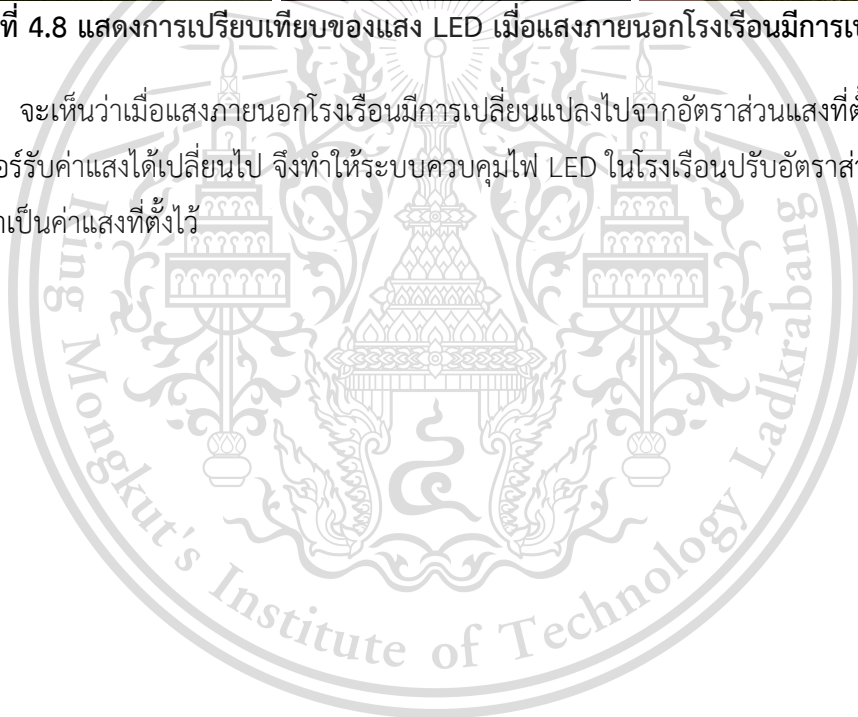 ที่ 4.8 แสดงการเปรียบเทียบของแสง LED เมื่อแสงภายนอกโรงเรือนมีการเ
จะเห็นว่าเมื่อแสงภายนอกโรงเรือนมีการเปลี่ยนแปลงไปจากอัตราส่วนแสงที่ตั้
อร์รับค่าแสงได้เปลี่ยนไป จึงทำให้ระบบควบคุมไฟ LED ในโรงเรือนปรับอัตราส่
าเป็นค่าแสงที่ตั้งไว้
King Mongkut's Institute of Technology Ladkrabang